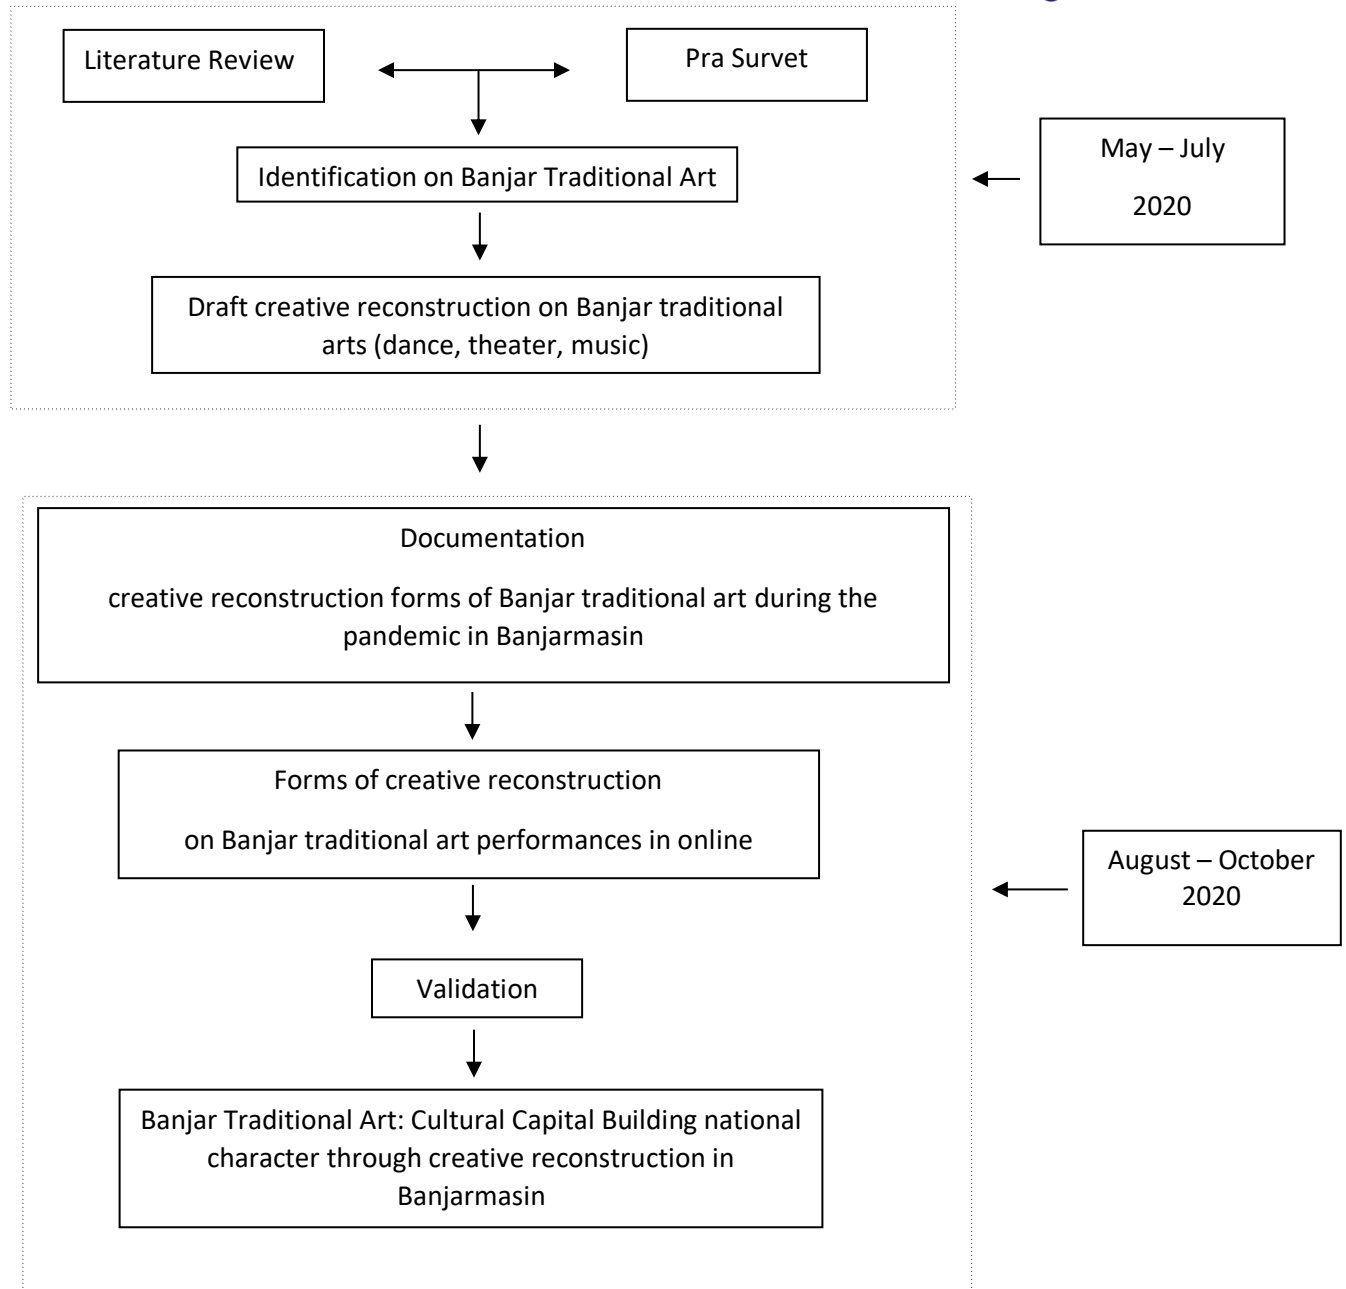 Literature Review
Pra Survet
Identification on Banjar Traditional Art
May – July
2020
Draft creative reconstruction on Banjar traditional
arts (dance, theater, music)
Documentation
creative reconstruction forms of Banjar traditional art during the
pandemic in Banjarmasin
Forms of creative reconstruction
on Banjar traditional art performances in online
August – October
2020
Validation
Banjar Traditional Art: Cultural Capital Building national
character through creative reconstruction in
Banjarmasin